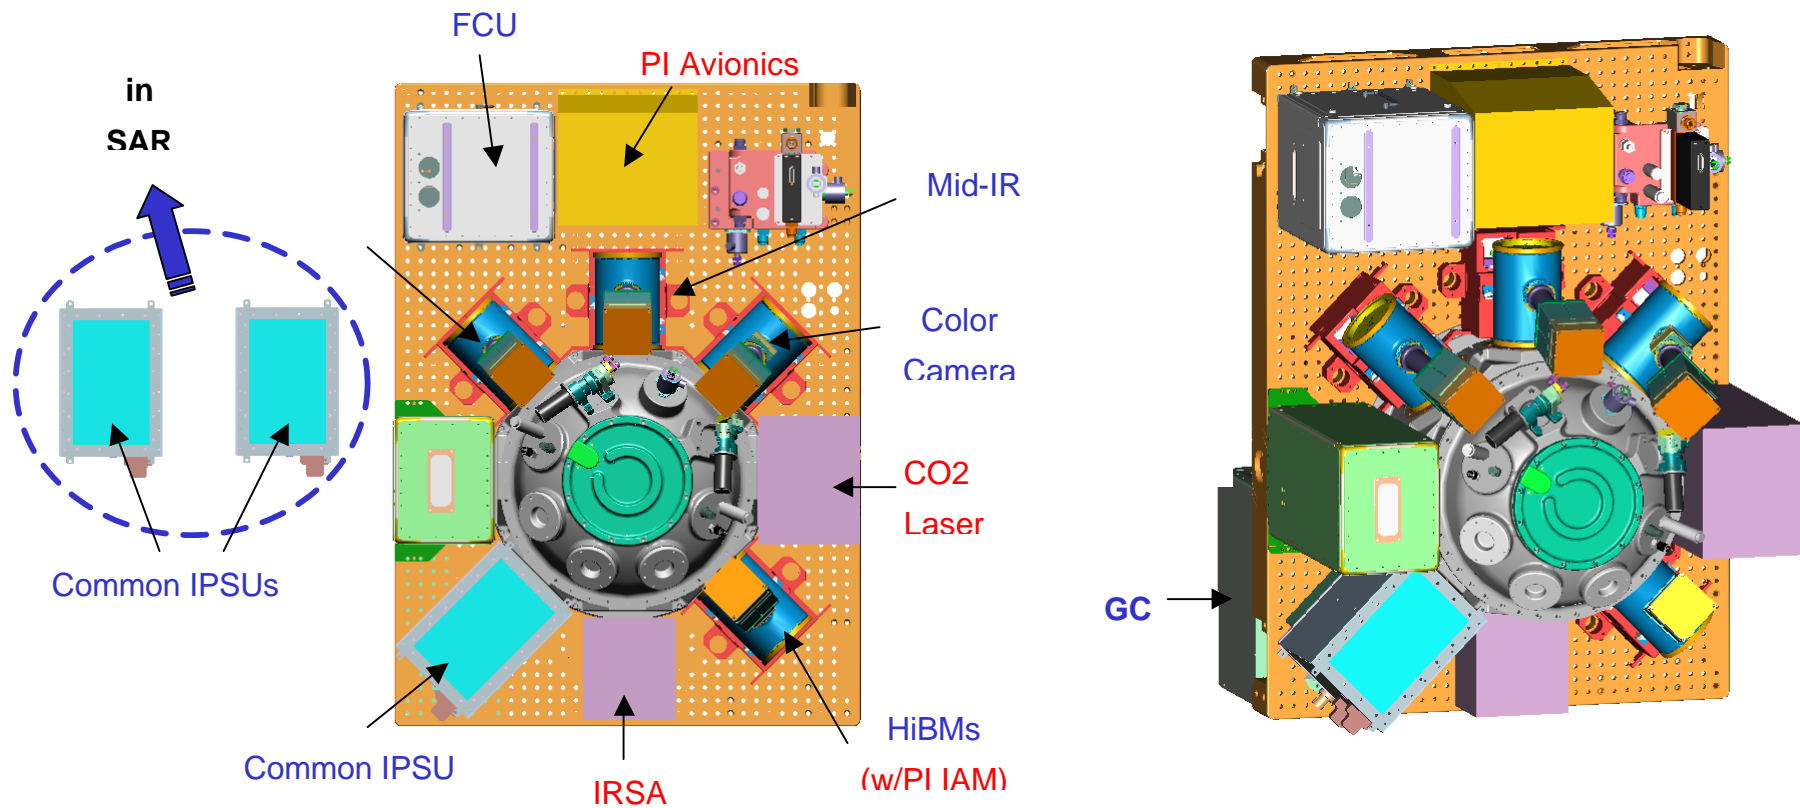 FCU
PI Avionics
in
SAR
Mid-IR
Color
Camera
CO2
Laser
Common IPSUs
GC
HiBMs
(w/PI IAM)
Common IPSU
IRSA